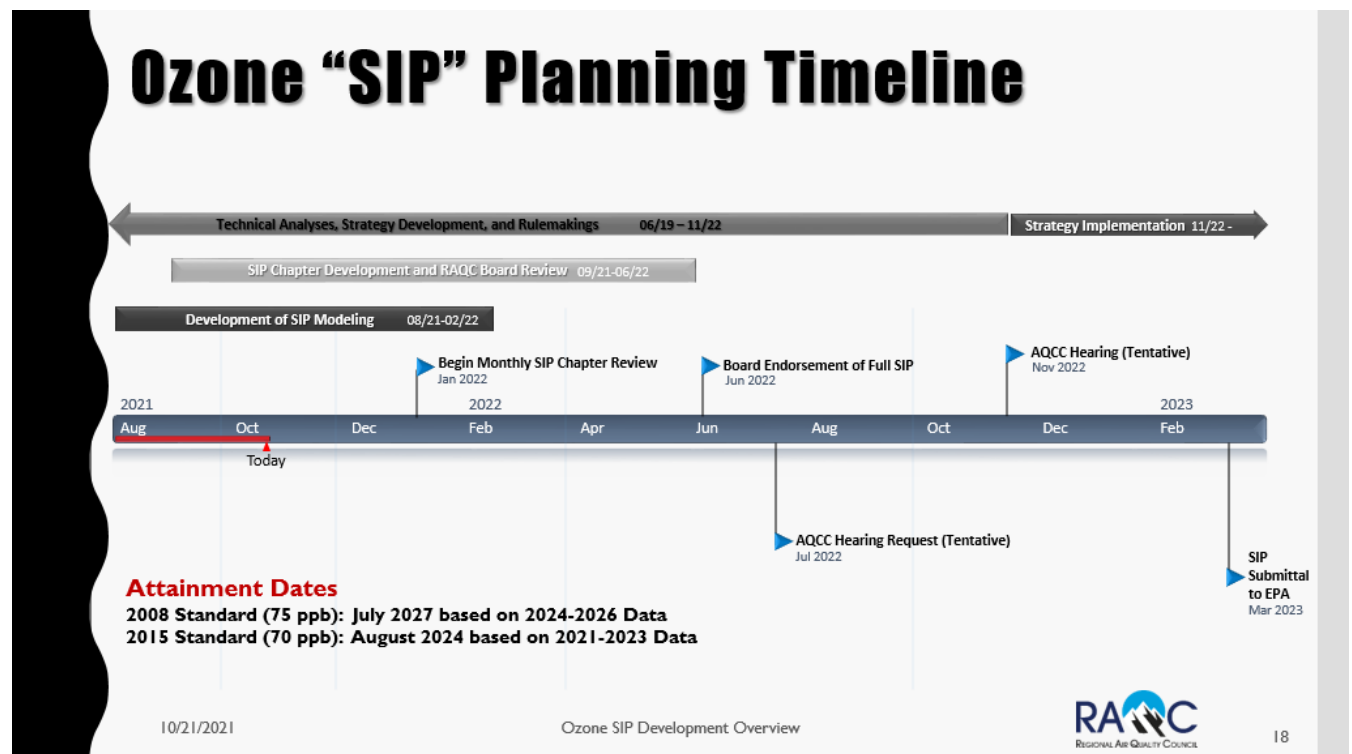 Ozone “SIP” Planning Timeline
Technical Analyses, Strategy Development, and Rulemakings 06/19 – 11/22
Strategy Implementation 11/22 -
SIP Chapter Development and RAQC Board Review 09/21-06/22
Development of SIP Modeling 08/21-02/22
Begin Monthly SIP Chapter Review
Jan 2022
Board Endorsement of Full SIP
Jun 2022
AQCC Hearing (Tentative)
Nov 2022
2021 2022 2023
Aug Oct Dec Feb Apr Jun Aug Oct Dec Feb
Today
AQCC Hearing Request (Tentative)
Jul 2022
SIP
Submittal
to EPA
Mar 2023
Attainment Dates
2008 Standard (75 ppb): July 2027 based on 2024-2026 Data
2015 Standard (70 ppb): August 2024 based on 2021-2023 Data
10/21/2021
Ozone SIP Development Overview
RAQC
Regional Air Quality Council
18